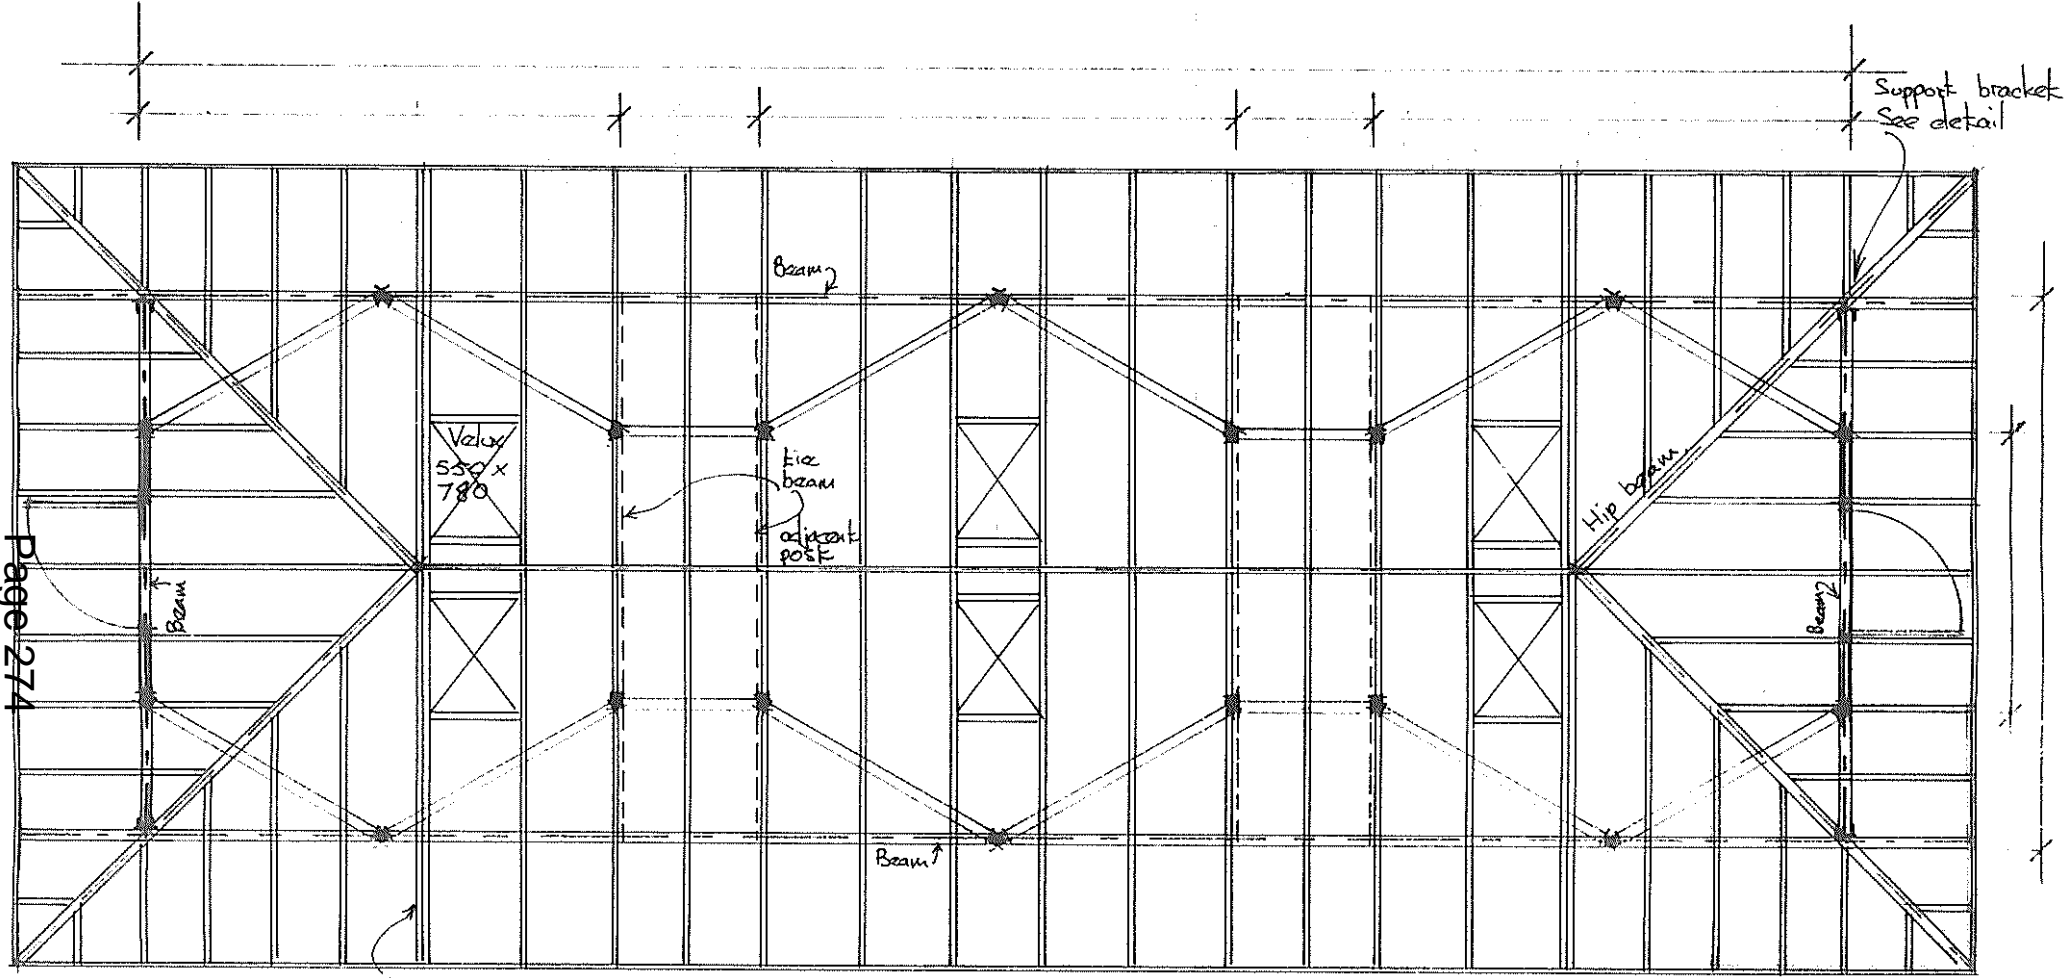 Support bracket
See detail
Beam
Velux
550 x
780
tie
beam
adjacent
post
Hip beam
Beam
Beam
Beam
Page 274